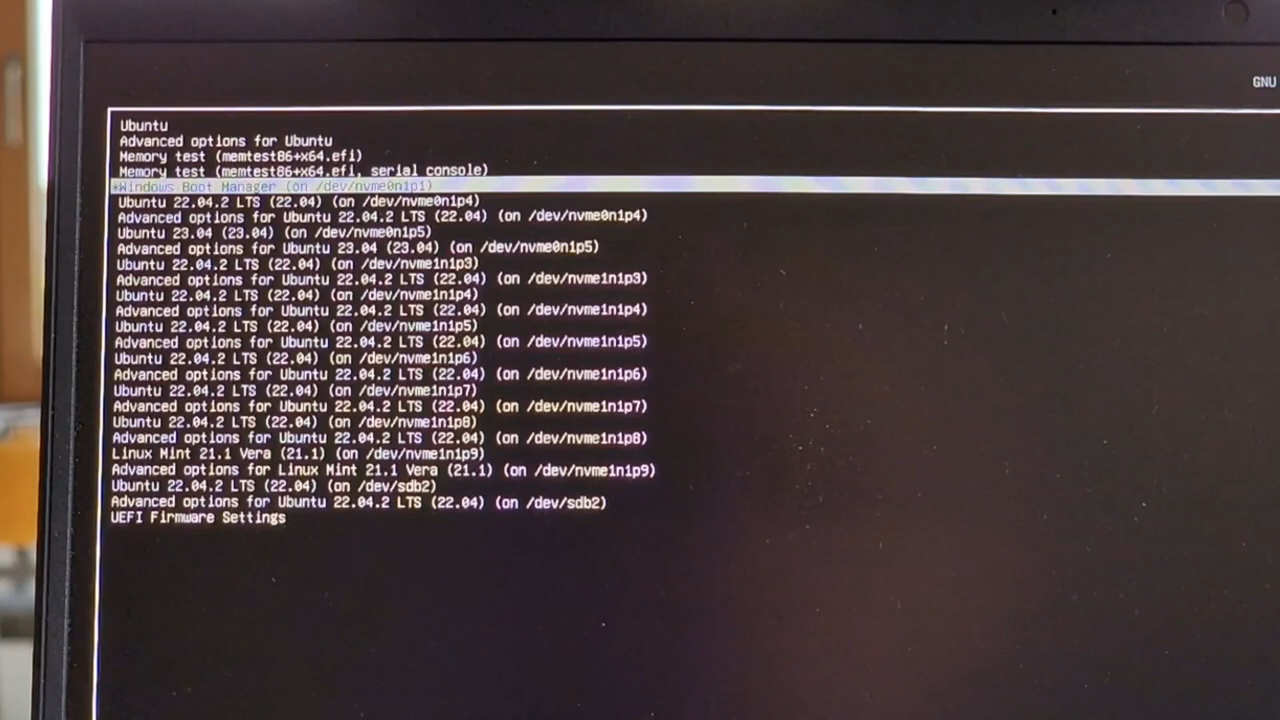 GNU
Ubuntu
Advanced options for Ubuntu
Memory test (memtest86+x64.efi)
Memory test (memtest86+x64.efi, serial console)
*Windows Boot Manager (on /dev/nvme0n1p1)
Ubuntu 22.04.2 LTS (22.04) (on /dev/nvme0n1p4)
Advanced options for Ubuntu 22.04.2 LTS (22.04) (on /dev/nvme0n1p4)
Ubuntu 23.04 (23.04) (on /dev/nvme0n1p5)
Advanced options for Ubuntu 23.04 (23.04) (on /dev/nvme0n1p5)
Ubuntu 22.04.2 LTS (22.04) (on /dev/nvme1n1p3)
Advanced options for Ubuntu 22.04.2 LTS (22.04) (on /dev/nvme1n1p3)
Ubuntu 22.04.2 LTS (22.04) (on /dev/nvme1n1p4)
Advanced options for Ubuntu 22.04.2 LTS (22.04) (on /dev/nvme1n1p4)
Ubuntu 22.04.2 LTS (22.04) (on /dev/nvme1n1p5)
Advanced options for Ubuntu 22.04.2 LTS (22.04) (on /dev/nvme1n1p5)
Ubuntu 22.04.2 LTS (22.04) (on /dev/nvme1n1p6)
Advanced options for Ubuntu 22.04.2 LTS (22.04) (on /dev/nvme1n1p6)
Ubuntu 22.04.2 LTS (22.04) (on /dev/nvme1n1p7)
Advanced options for Ubuntu 22.04.2 LTS (22.04) (on /dev/nvme1n1p7)
Ubuntu 22.04.2 LTS (22.04) (on /dev/nvme1n1p8)
Advanced options for Ubuntu 22.04.2 LTS (22.04) (on /dev/nvme1n1p8)
Linux Mint 21.1 Vera (21.1) (on /dev/nvme1n1p9)
Advanced options for Linux Mint 21.1 Vera (21.1) (on /dev/nvme1n1p9)
Ubuntu 22.04.2 LTS (22.04) (on /dev/sdb2)
Advanced options for Ubuntu 22.04.2 LTS (22.04) (on /dev/sdb2)
UEFI Firmware Settings